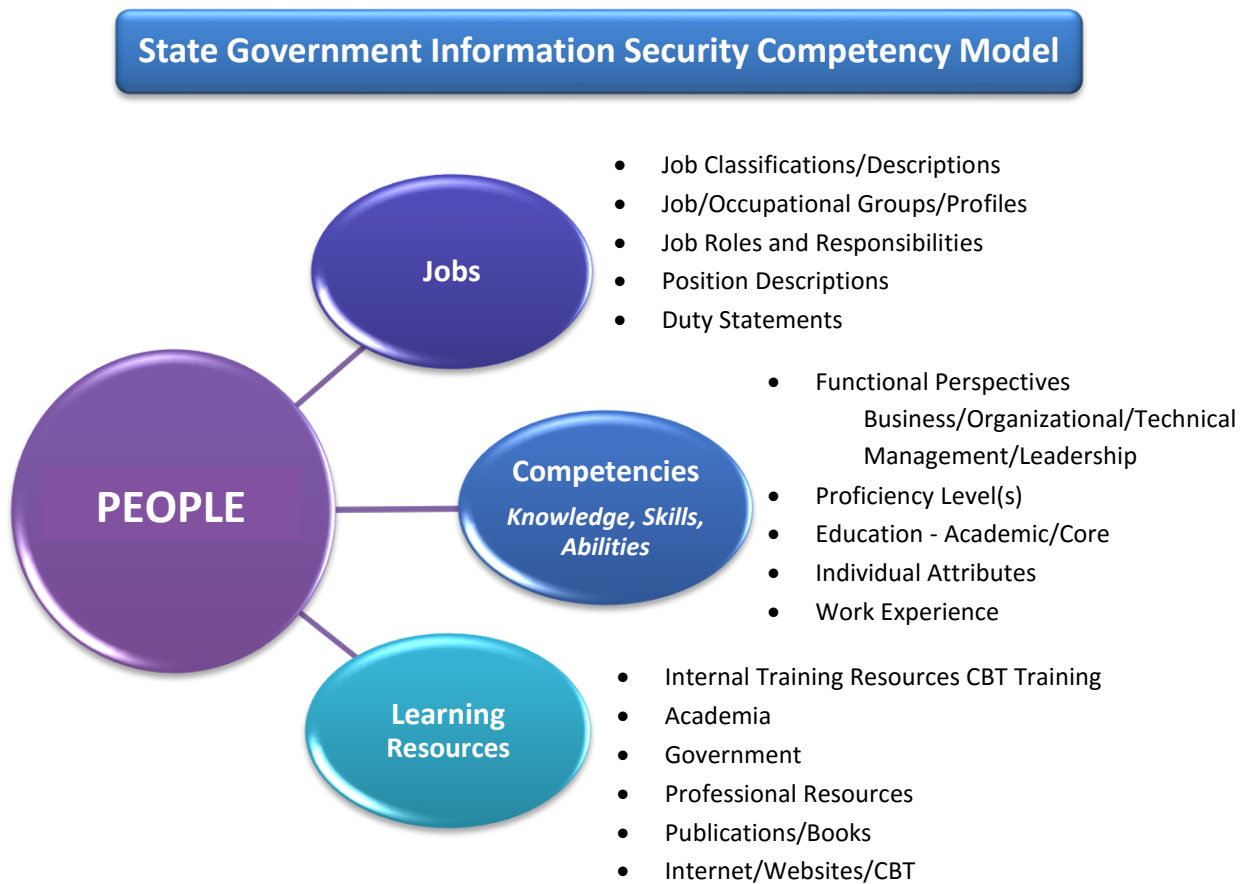 State Government Information Security Competency Model
Jobs
• Job Classifications/Descriptions
• Job/Occupational Groups/Profiles
• Job Roles and Responsibilities
• Position Descriptions
• Duty Statements
PEOPLE
Competencies
Knowledge, Skills,
Abilities
• Functional Perspectives
Business/Organizational/Technical
Management/Leadership
• Proficiency Level(s)
• Education - Academic/Core
• Individual Attributes
• Work Experience
Learning
Resources
• Internal Training Resources CBT Training
• Academia
• Government
• Professional Resources
• Publications/Books
• Internet/Websites/CBT